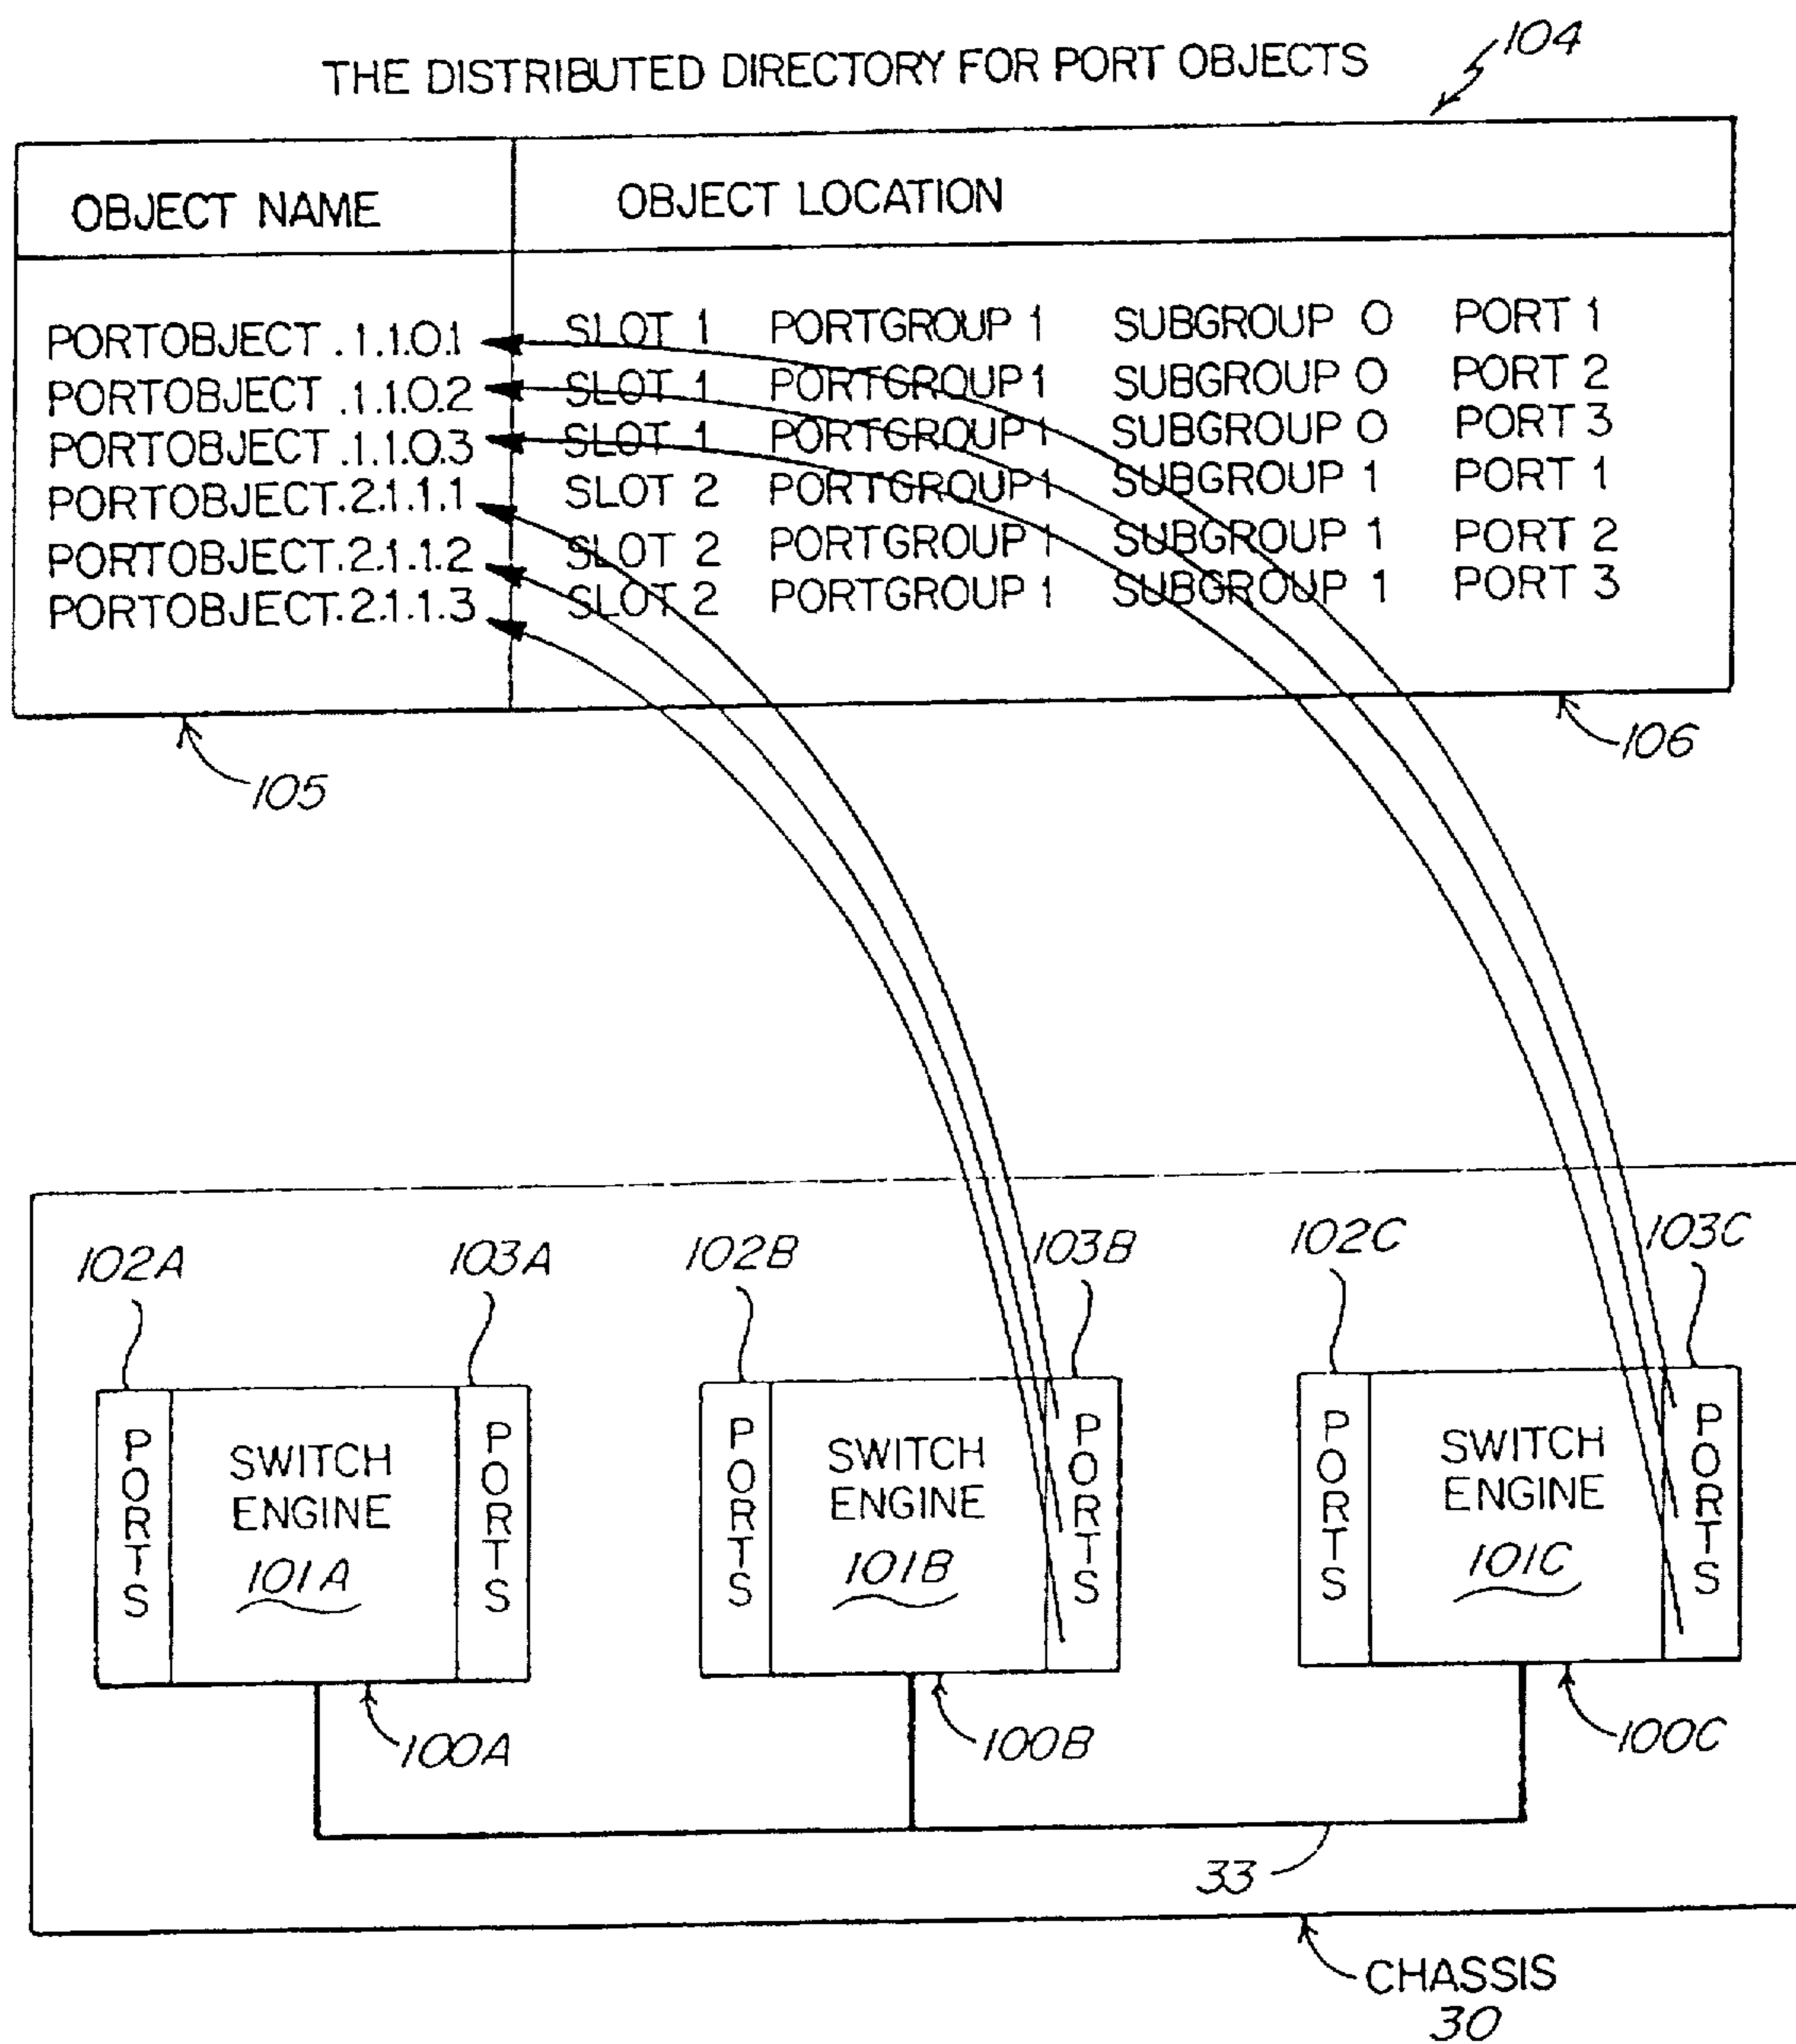 104
THE DISTRIBUTED DIRECTORY FOR PORT OBJECTS
OBJECT NAME OBJECT LOCATION
PORTOBJECT.1.1.0.1 SLOT 1 PORTGROUP 1 SUBGROUP 0 PORT 1
PORTOBJECT.1.1.0.2 SLOT 1 PORTGROUP 1 SUBGROUP 0 PORT 2
PORTOBJECT.1.1.0.3 SLOT 1 PORTGROUP 1 SUBGROUP 0 PORT 3
PORTOBJECT.2.1.1.1 SLOT 2 PORTGROUP 1 SUBGROUP 1 PORT 1
PORTOBJECT.2.1.1.2 SLOT 2 PORTGROUP 1 SUBGROUP 1 PORT 2
PORTOBJECT.2.1.1.3 SLOT 2 PORTGROUP 1 SUBGROUP 1 PORT 3
105
106
102A 103A 102B 103B 102C 103C
PORTS
SWITCH
ENGINE
101A
PORTS
PORTS
SWITCH
ENGINE
101B
PORTS
PORTS
SWITCH
ENGINE
101C
PORTS
100A 100B 100C
33
CHASSIS
30